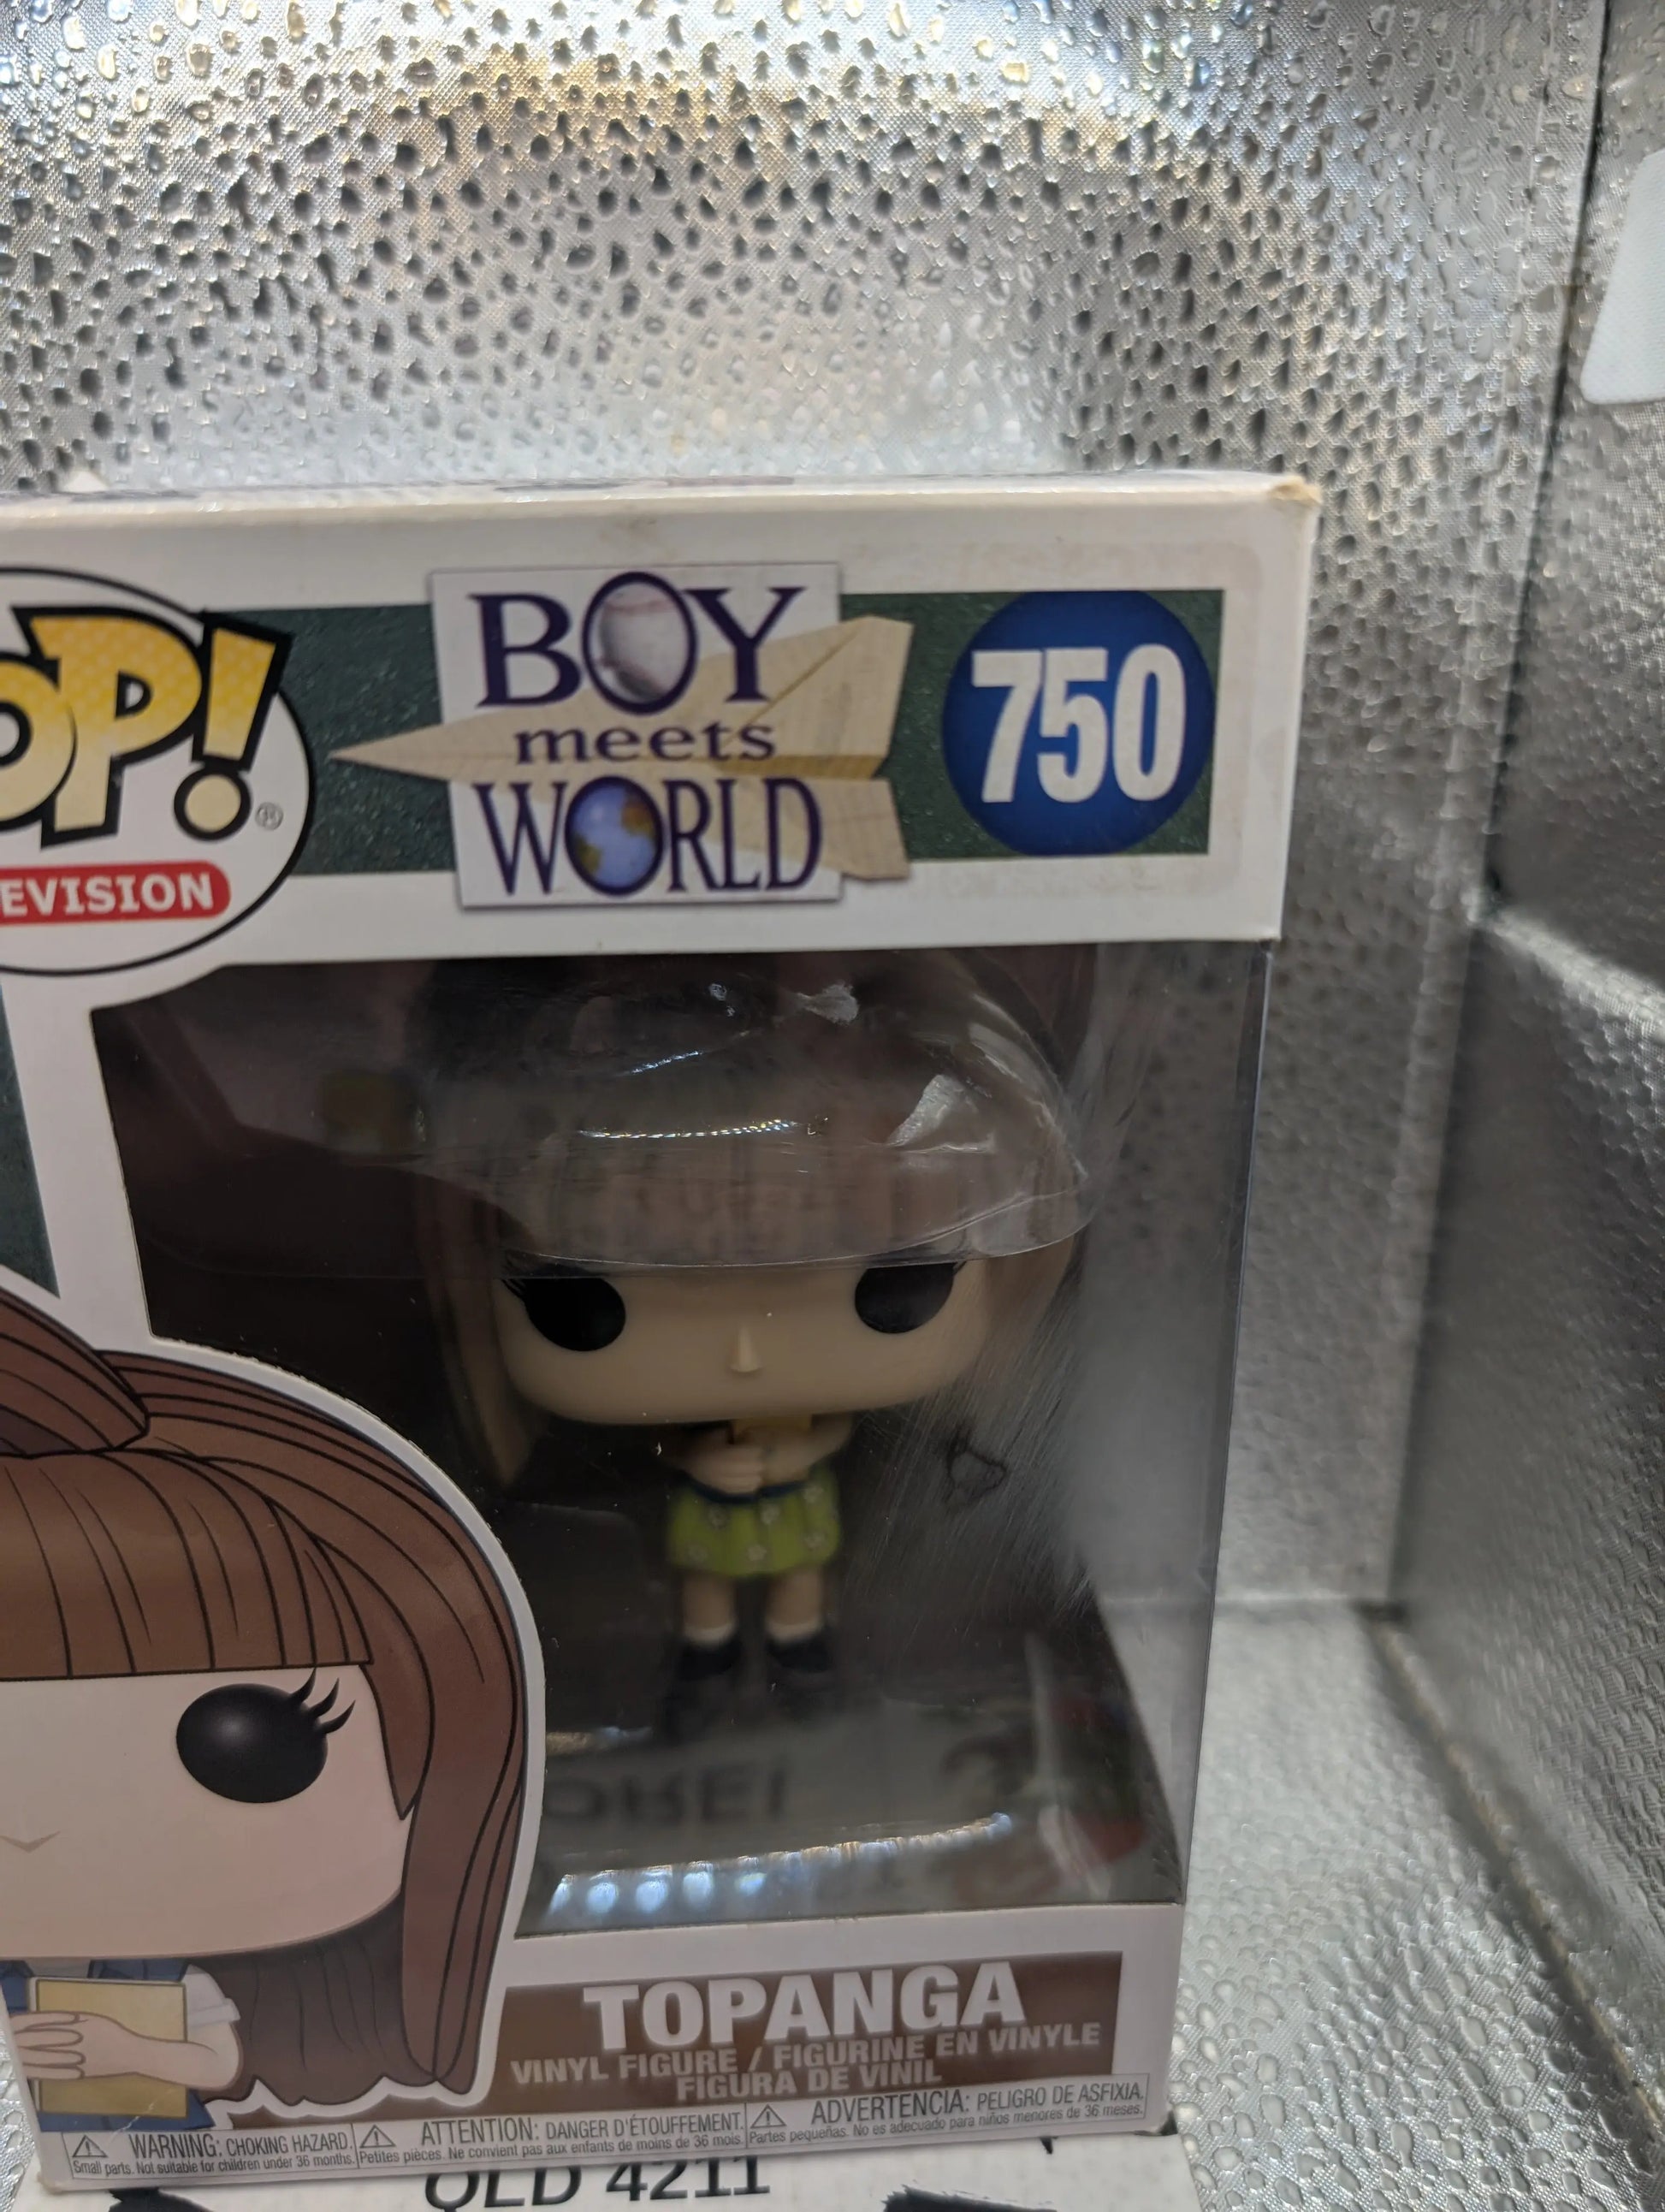 OP!
®
EVISION
BOY
meets
WORLD
750
TOPANGA
VINYL FIGURE / FIGURINE EN VINYLE
FIGURA DE VINIL
WARNING: CHOKING HAZARD.
Small parts. Not suitable for children under 36 months.
ATTENTION: DANGER D'ÉTOUFFEMENT.
Petites pièces. Ne convient pas aux enfants de moins de 36 mois.
ADVERTENCIA: PELIGRO DE ASFIXIA.
Partes pequeñas. No es adecuado para niños menores de 36 meses.
QLD 4211